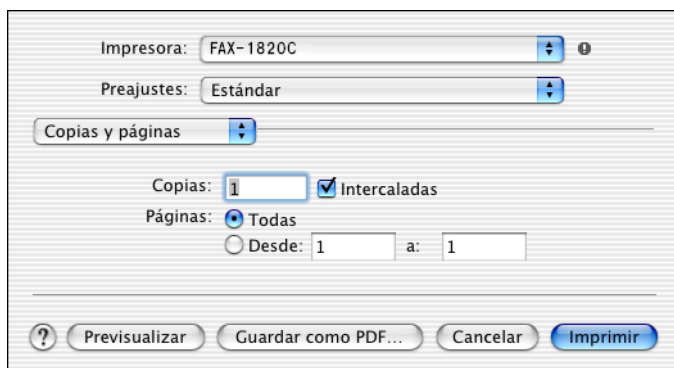 Impresora: FAX-1820C
Preajustes: Estándar
Copias y páginas
Copias: 1 Intercaladas
Páginas: Todas
Desde: 1 a: 1
? Previsualizar Guardar como PDF... Cancelar Imprimir